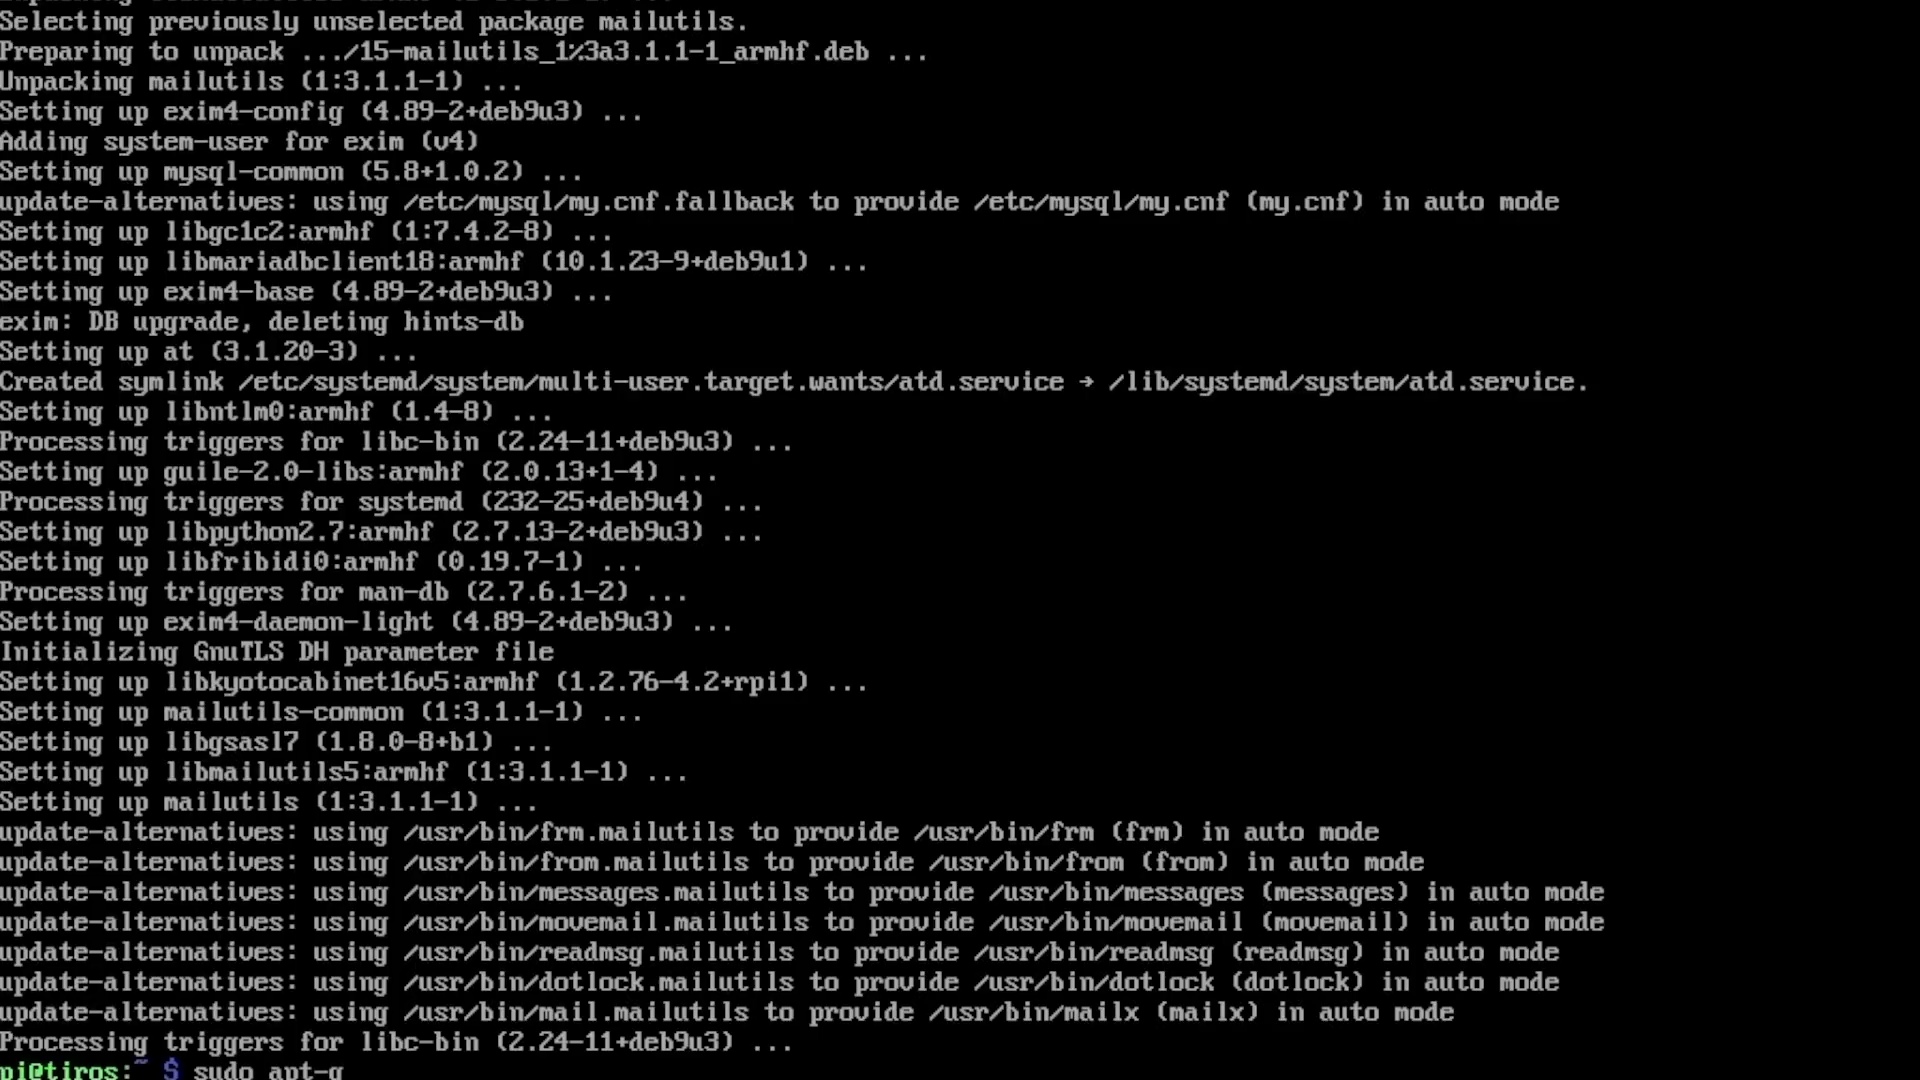 Selecting previously unselected package mailutils.
Preparing to unpack .../15-mailutils_1%3a3.1.1-1_armhf.deb ...
Unpacking mailutils (1:3.1.1-1) ...
Setting up exim4-config (4.89-2+deb9u3) ...
Adding system-user for exim (v4)
Setting up mysql-common (5.8+1.0.2) ...
update-alternatives: using /etc/mysql/my.cnf.fallback to provide /etc/mysql/my.cnf (my.cnf) in auto mode
Setting up libgc1c2:armhf (1:7.4.2-8) ...
Setting up libmariadbclient18:armhf (10.1.23-9+deb9u1) ...
Setting up exim4-base (4.89-2+deb9u3) ...
exim: DB upgrade, deleting hints-db
Setting up at (3.1.20-3) ...
Created symlink /etc/systemd/system/multi-user.target.wants/atd.service → /lib/systemd/system/atd.service.
Setting up libntlm0:armhf (1.4-8) ...
Processing triggers for libc-bin (2.24-11+deb9u3) ...
Setting up guile-2.0-libs:armhf (2.0.13+1-4) ...
Processing triggers for systemd (232-25+deb9u4) ...
Setting up libpython2.7:armhf (2.7.13-2+deb9u3) ...
Setting up libfribidi0:armhf (0.19.7-1) ...
Processing triggers for man-db (2.7.6.1-2) ...
Setting up exim4-daemon-light (4.89-2+deb9u3) ...
Initializing GnuTLS DH parameter file
Setting up libkyotocabinet16v5:armhf (1.2.76-4.2+rpi1) ...
Setting up mailutils-common (1:3.1.1-1) ...
Setting up libgsasl7 (1.8.0-8+b1) ...
Setting up libmailutils5:armhf (1:3.1.1-1) ...
Setting up mailutils (1:3.1.1-1) ...
update-alternatives: using /usr/bin/frm.mailutils to provide /usr/bin/frm (frm) in auto mode
update-alternatives: using /usr/bin/from.mailutils to provide /usr/bin/from (from) in auto mode
update-alternatives: using /usr/bin/messages.mailutils to provide /usr/bin/messages (messages) in auto mode
update-alternatives: using /usr/bin/movemail.mailutils to provide /usr/bin/movemail (movemail) in auto mode
update-alternatives: using /usr/bin/readmsg.mailutils to provide /usr/bin/readmsg (readmsg) in auto mode
update-alternatives: using /usr/bin/dotlock.mailutils to provide /usr/bin/dotlock (dotlock) in auto mode
update-alternatives: using /usr/bin/mail.mailutils to provide /usr/bin/mailx (mailx) in auto mode
Processing triggers for libc-bin (2.24-11+deb9u3) ...
pi@tiros:~ $ sudo apt-g